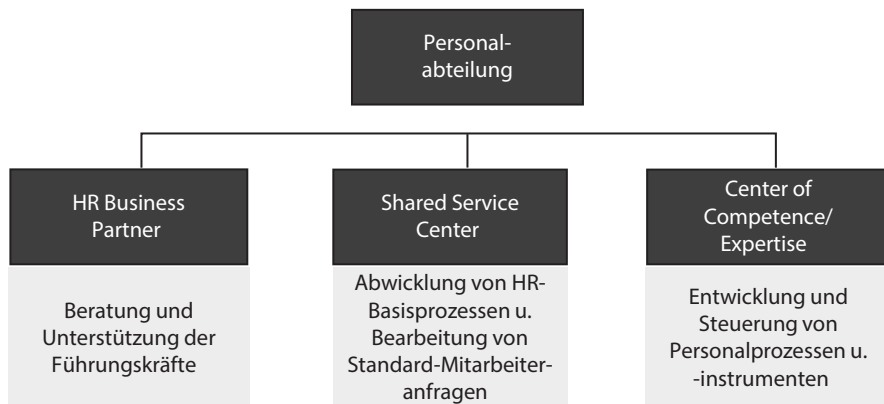 Personal-
abteilung
HR Business
Partner
Beratung und
Unterstützung der
Führungskräfte
Shared Service
Center
Abwicklung von HR-
Basisprozessen u.
Bearbeitung von
Standard-Mitarbeiter-
anfragen
Center of
Competence/
Expertise
Entwicklung und
Steuerung von
Personalprozessen u.
-instrumenten